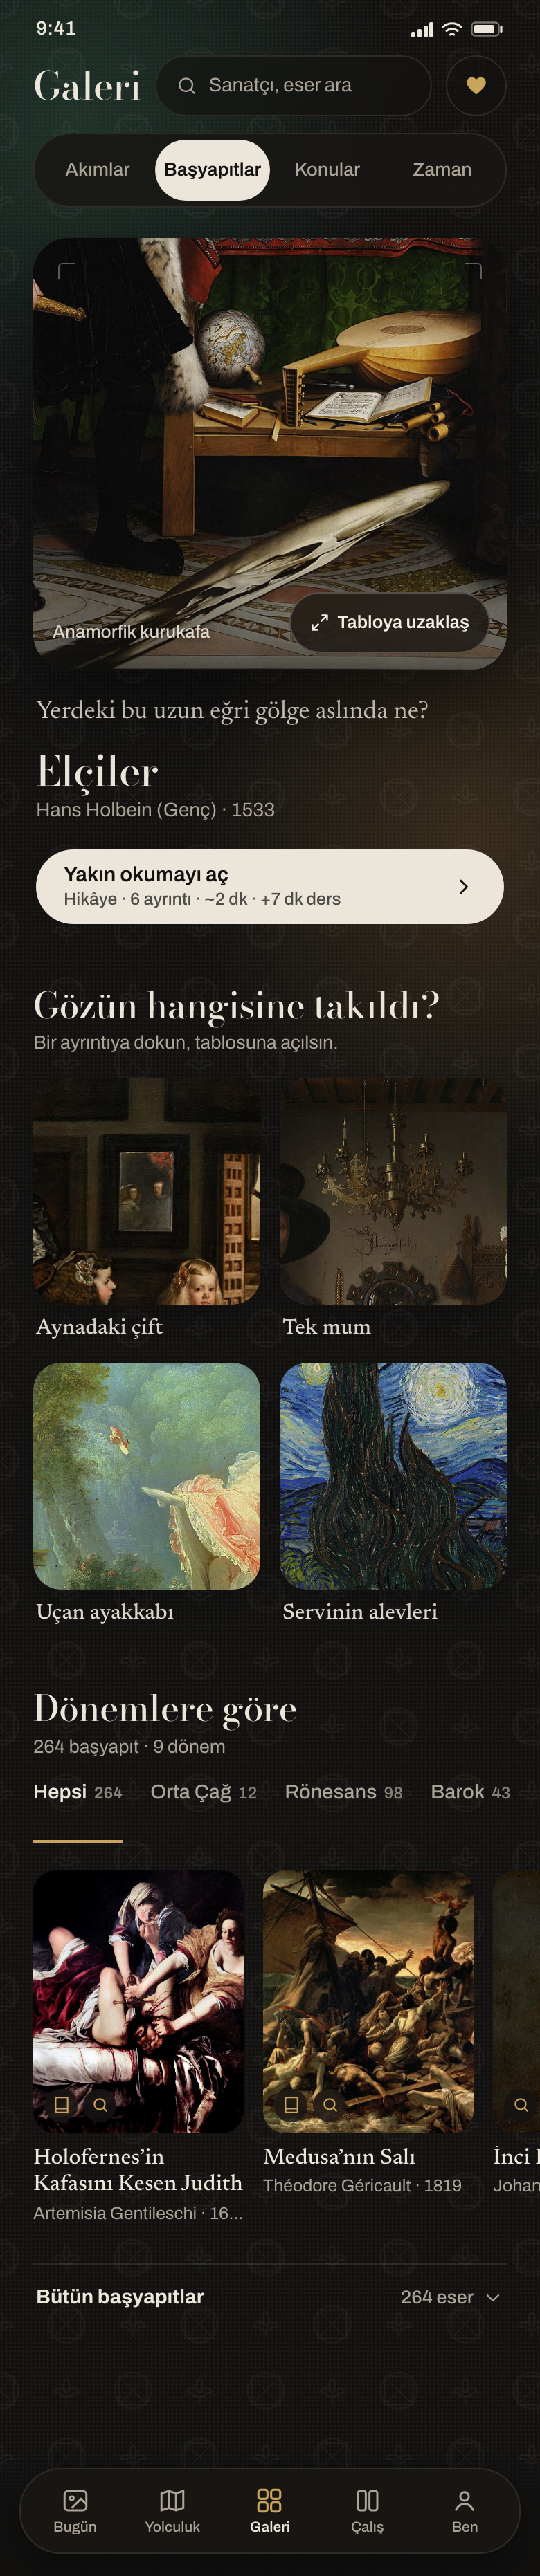 9:41
Galeri
Sanatçı, eser ara
Akımlar Başyapıtlar Konular Zaman
Anamorfik kurukafa
Tabloya uzaklaş
Yerdeki bu uzun eğri gölge aslında ne?
Elçiler
Hans Holbein (Genç) · 1533
Yakın okumayı aç
Hikâye · 6 ayrıntı · ~2 dk · +7 dk ders
Gözün hangisine takıldı?
Bir ayrıntıya dokun, tablosuna açılsın.
Aynadaki çift
Tek mum
Uçan ayakkabı
Servinin alevleri
Dönemlere göre
264 başyapıt · 9 dönem
Hepsi 264 Orta Çağ 12 Rönesans 98 Barok 43
Holofernes’in
Kafasını Kesen Judith
Artemisia Gentileschi · 16…
Medusa’nın Salı
Théodore Géricault · 1819
İnci
Johan
Bütün başyapıtlar
264 eser
Bugün Yolculuk Galeri Çalış Ben